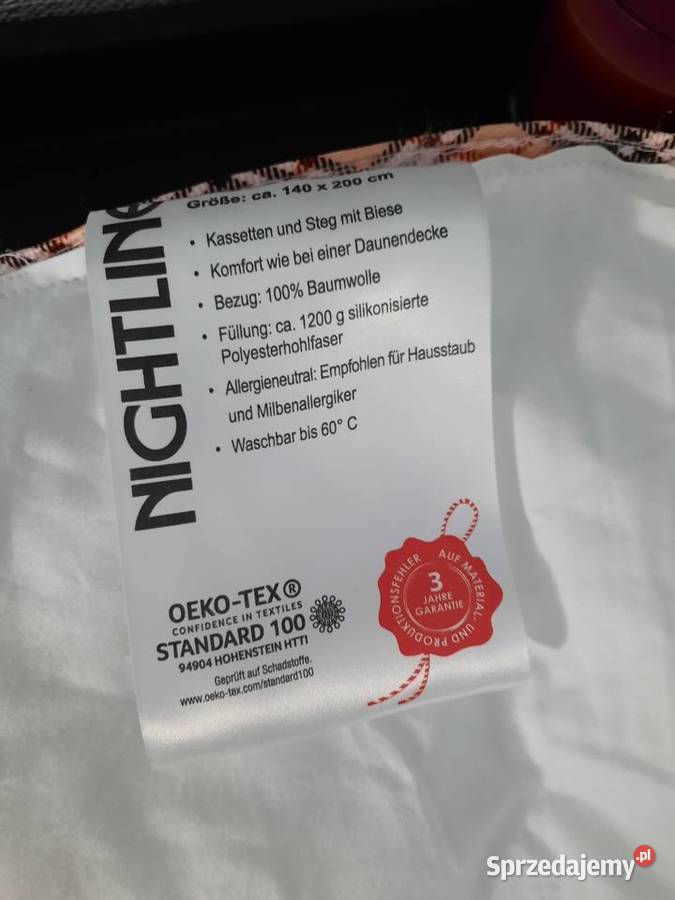 NIGHTLINE
Größe: ca. 140 x 200 cm
• Kassetten und Steg mit Biese
• Komfort wie bei einer Daunendecke
• Bezug: 100% Baumwolle
• Füllung: ca. 1200 g silikonisierte
Polyesterhohlfaser
• Allergieneutral: Empfohlen für Hausstaub
und Milbenallergiker
• Waschbar bis 60° C
AUF MATERIAL- UND PRODUKTIONSFEHLER
3
JAHRE
GARANTIE
OEKO-TEX®
CONFIDENCE IN TEXTILES
STANDARD 100
94904 HOHENSTEIN HTTI
Geprüft auf Schadstoffe.
www.oeko-tex.com/standard100
Sprzedajemy.pl